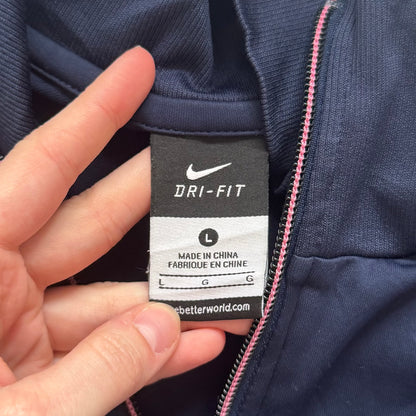 DRI-FIT
L
MADE IN CHINA
FABRIQUE EN CHINE
L G G
ebetterworld.com